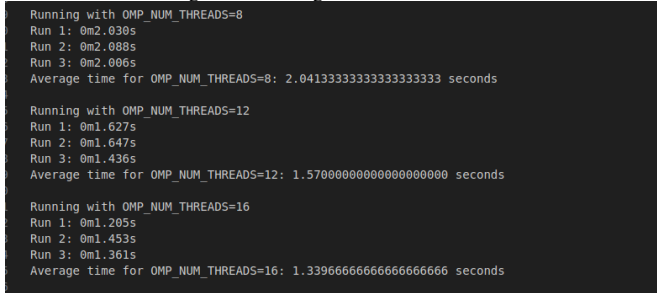 Running with OMP_NUM_THREADS=8
Run 1: 0m2.030s
Run 2: 0m2.088s
Run 3: 0m2.006s
Average time for OMP_NUM_THREADS=8: 2.04133333333333333333 seconds
Running with OMP_NUM_THREADS=12
Run 1: 0m1.627s
Run 2: 0m1.647s
Run 3: 0m1.436s
Average time for OMP_NUM_THREADS=12: 1.57000000000000000000 seconds
Running with OMP_NUM_THREADS=16
Run 1: 0m1.205s
Run 2: 0m1.453s
Run 3: 0m1.361s
Average time for OMP_NUM_THREADS=16: 1.33966666666666666666 seconds